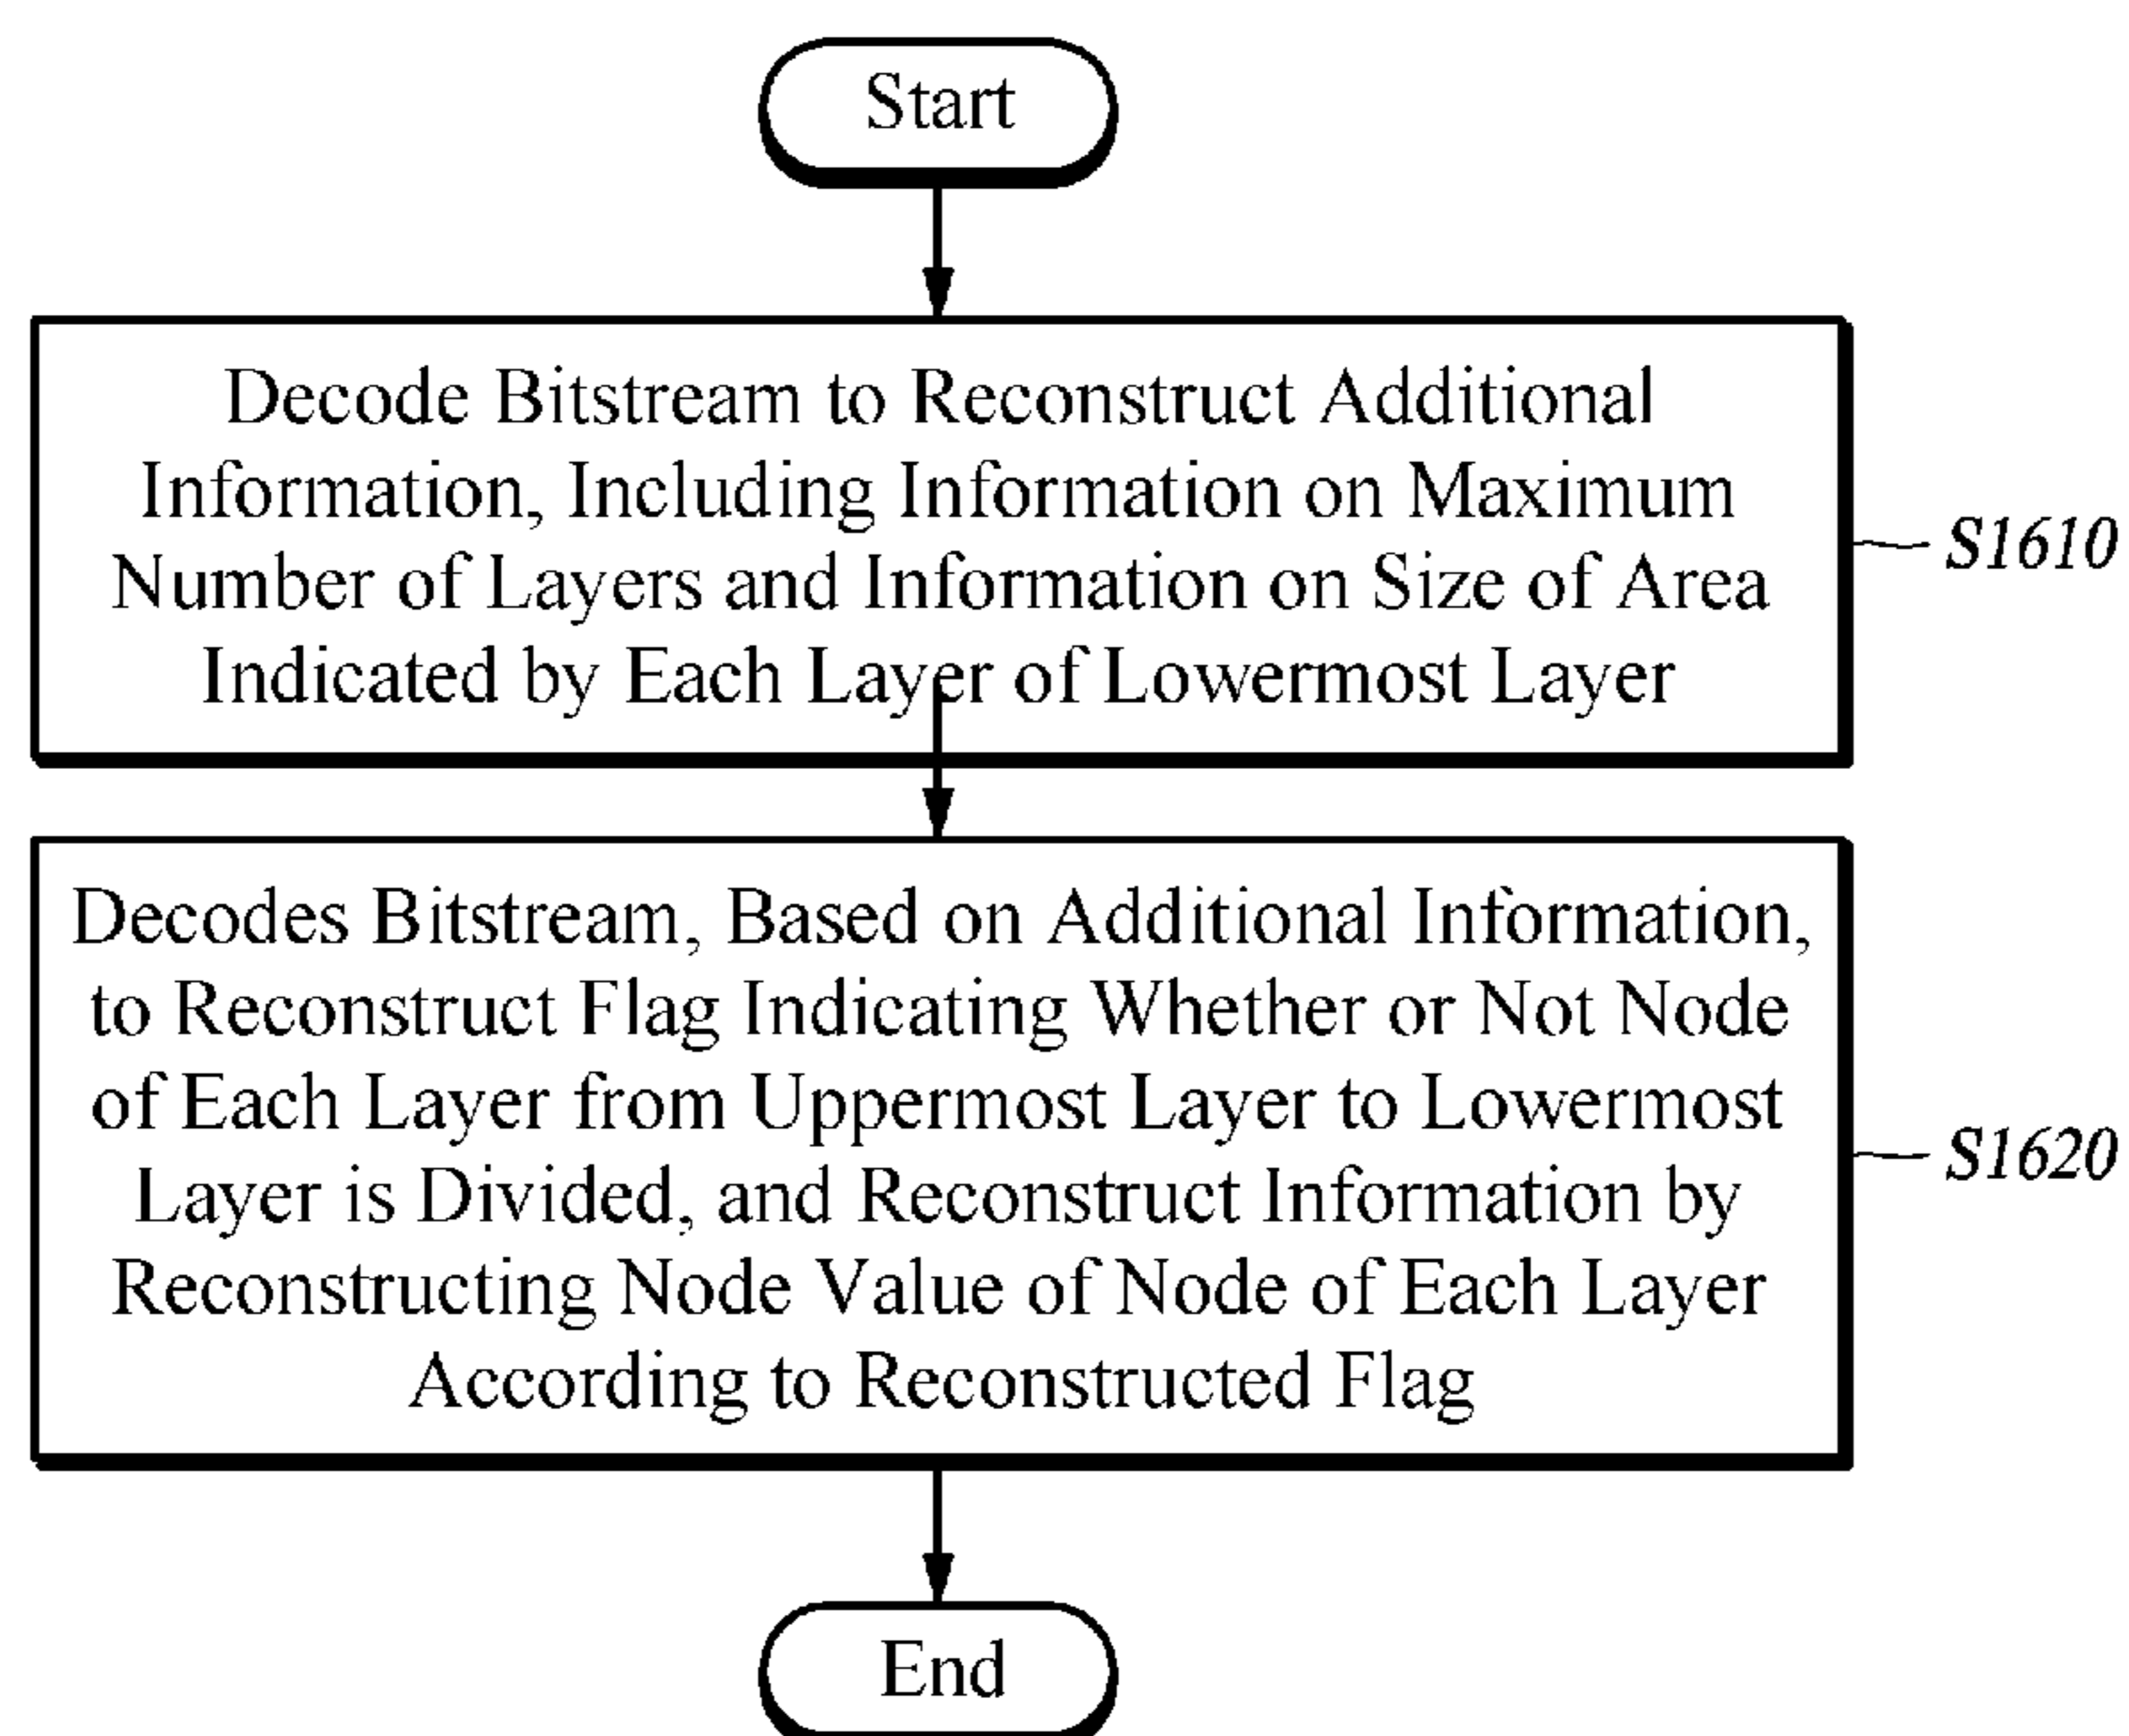 Start
Decode Bitstream to Reconstruct Additional
Information, Including Information on Maximum
Number of Layers and Information on Size of Area
Indicated by Each Layer of Lowermost Layer
S1610
Decodes Bitstream, Based on Additional Information,
to Reconstruct Flag Indicating Whether or Not Node
of Each Layer from Uppermost Layer to Lowermost
Layer is Divided, and Reconstruct Information by
Reconstructing Node Value of Node of Each Layer
According to Reconstructed Flag
S1620
End